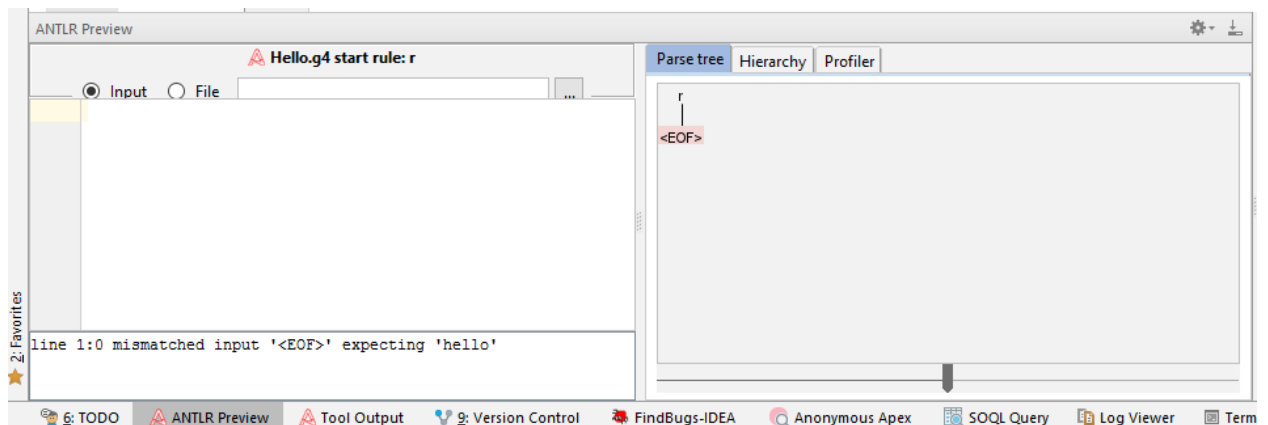 ANTLR Preview
Hello.g4 start rule: r
Input File ...
Parse tree Hierarchy Profiler
r
<EOF>
line 1:0 mismatched input '<EOF>' expecting 'hello'
2: Favorites
6: TODO ANTLR Preview Tool Output 9: Version Control FindBugs-IDEA Anonymous Apex SOQL Query Log Viewer Term